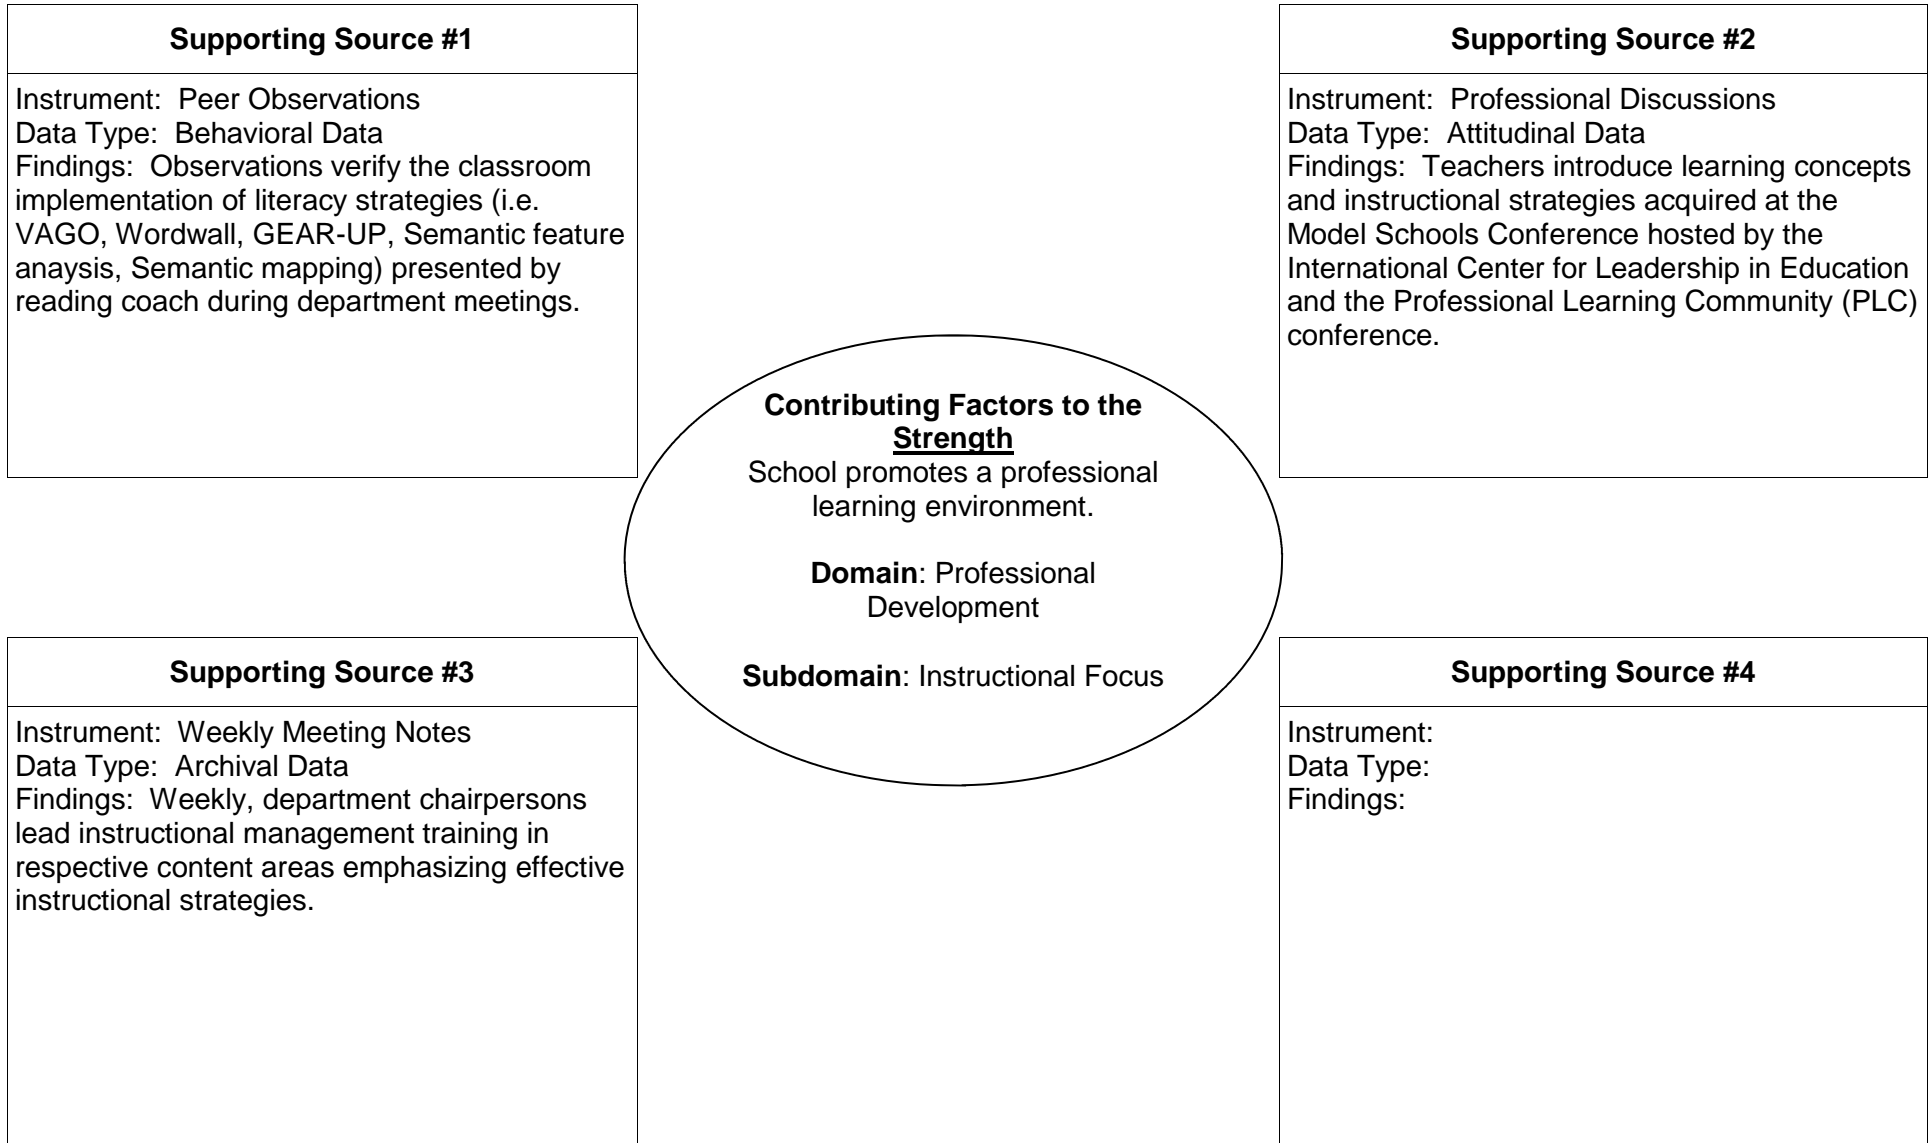 Supporting Source #1
Instrument:  Peer Observations
Data Type:  Behavioral Data
Findings:  Observations verify the classroom
implementation of literacy strategies (i.e.
VAGO, Wordwall, GEAR-UP, Semantic feature
anaysis, Semantic mapping) presented by
reading coach during department meetings.
Supporting Source #2
Instrument:  Professional Discussions
Data Type:  Attitudinal Data
Findings:  Teachers introduce learning concepts
and instructional strategies acquired at the
Model Schools Conference hosted by the
International Center for Leadership in Education
and the Professional Learning Community (PLC)
conference.
Contributing Factors to the
Strength
School promotes a professional
learning environment.
Domain: Professional
Development
Subdomain: Instructional Focus
Supporting Source #3
Instrument:  Weekly Meeting Notes
Data Type:  Archival Data
Findings:  Weekly, department chairpersons
lead instructional management training in
respective content areas emphasizing effective
instructional strategies.
Supporting Source #4
Instrument:
Data Type:
Findings: